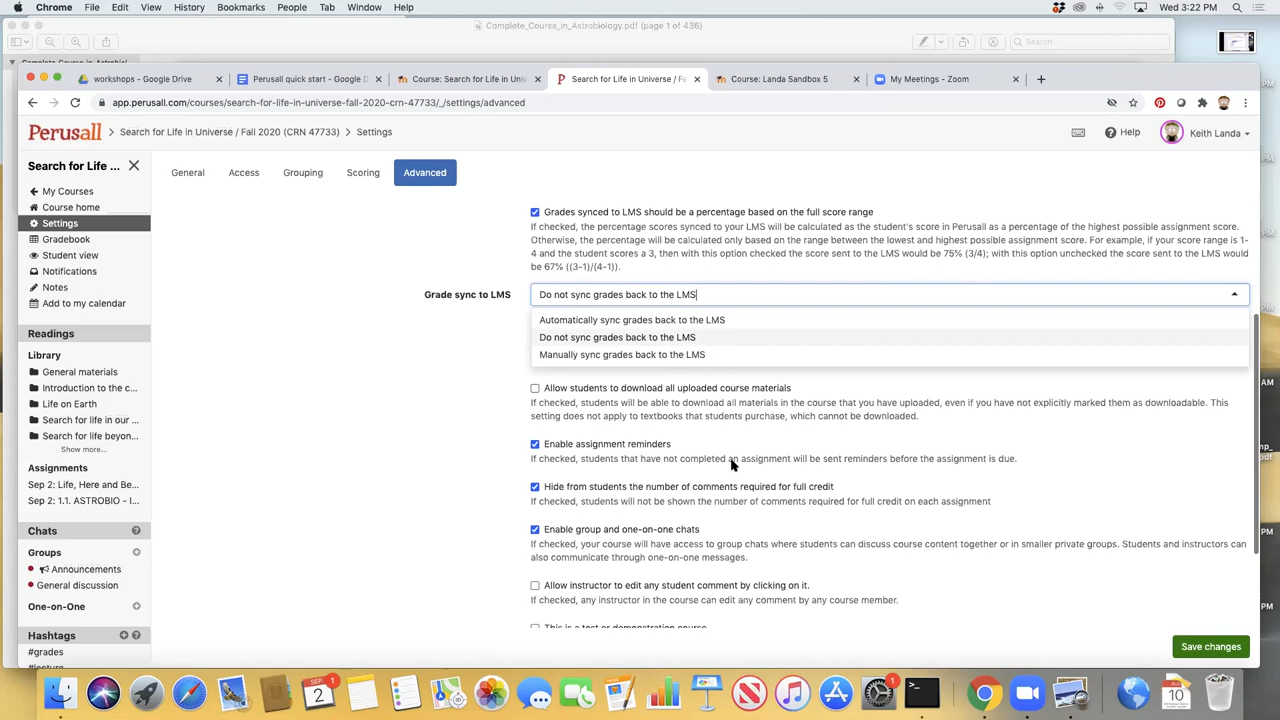 Chrome File Edit View History Bookmarks People Tab Window Help Wed 3:22 PM
Complete_Course_in_Astrobiology.pdf (page 1 of 436)
Search
workshops - Google Drive Perusall quick start - Google D Course: Search for Life in Univ Search for Life in Universe / Fa Course: Landa Sandbox 5 My Meetings - Zoom
app.perusall.com/courses/search-for-life-in-universe-fall-2020-crn-47733/_/settings/advanced
Perusall Search for Life in Universe / Fall 2020 (CRN 47733) Settings Help Keith Landa
Search for Life ...
My Courses
Course home
Settings
Gradebook
Student view
Notifications
Notes
Add to my calendar
Readings
Library
General materials
Introduction to the c...
Life on Earth
Search for life in our ...
Search for life beyon...
Show more...
Assignments
Sep 2: Life, Here and Be...
Sep 2: 1.1. ASTROBIO - I...
Chats
Groups
Announcements
General discussion
One-on-One
Hashtags
#grades
#lecture
General Access Grouping Scoring Advanced
Grades synced to LMS should be a percentage based on the full score range
If checked, the percentage scores synced to your LMS will be calculated as the student's score in Perusall as a percentage of the highest possible assignment score.
Otherwise, the percentage will be calculated only based on the range between the lowest and highest possible assignment score. For example, if your score range is 1-
4 and the student scores a 3, then with this option checked the score sent to the LMS would be 75% (3/4); with this option unchecked the score sent to the LMS would
be 67% ((3-1)/(4-1)).
Grade sync to LMS Do not sync grades back to the LMS
Automatically sync grades back to the LMS
Do not sync grades back to the LMS
Manually sync grades back to the LMS
Allow students to download all uploaded course materials
If checked, students will be able to download all materials in the course that you have uploaded, even if you have not explicitly marked them as downloadable. This
setting does not apply to textbooks that students purchase, which cannot be downloaded.
Enable assignment reminders
If checked, students that have not completed an assignment will be sent reminders before the assignment is due.
Hide from students the number of comments required for full credit
If checked, students will not be shown the number of comments required for full credit on each assignment
Enable group and one-on-one chats
If checked, your course will have access to group chats where students can discuss course content together or in smaller private groups. Students and instructors can
also communicate through one-on-one messages.
Allow instructor to edit any student comment by clicking on it.
If checked, any instructor in the course can edit any comment by any course member.
This is a test or demonstration course
Save changes
PM
PM
PM
AM
mp_
pdf
PM
SEP
2
1
1
JUL
10